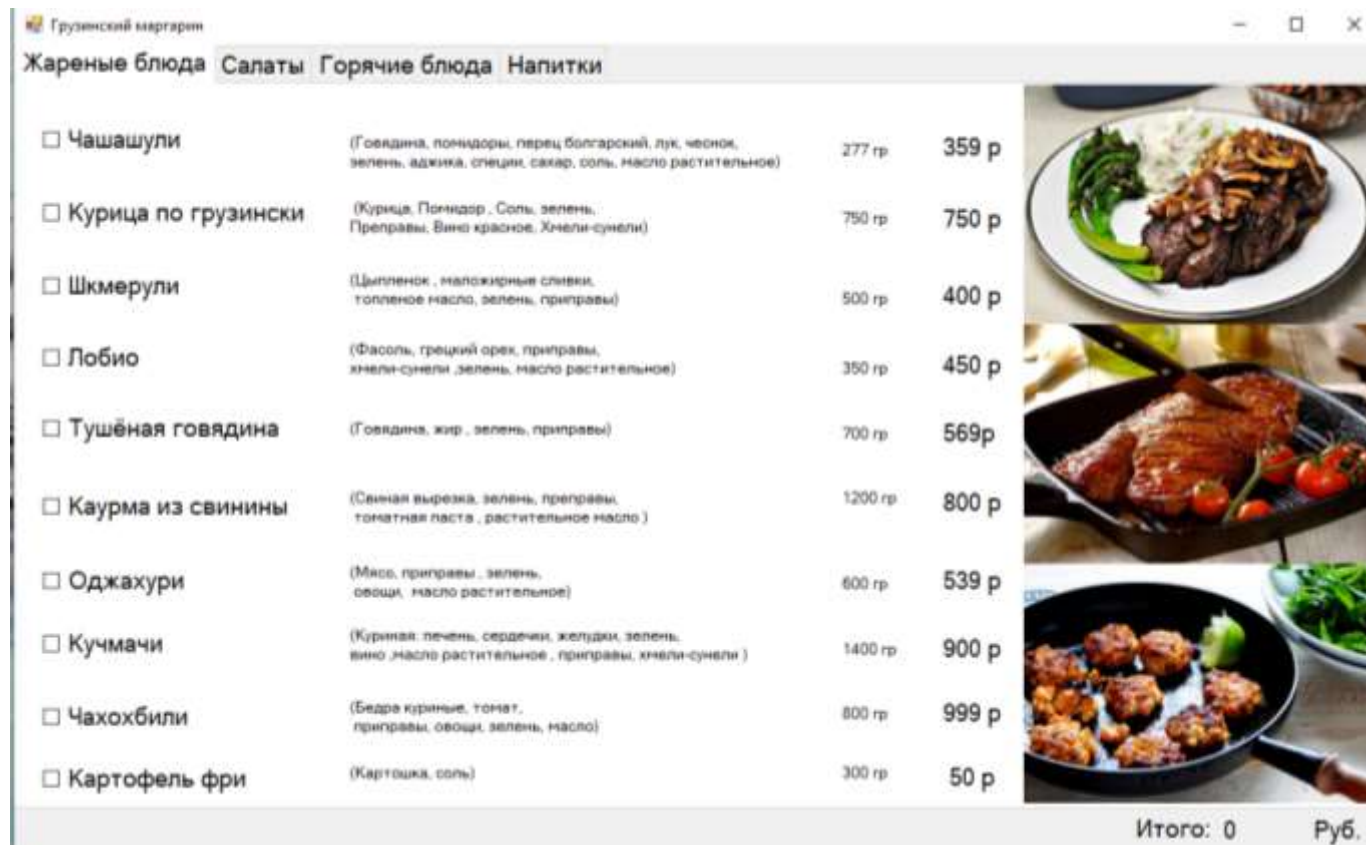 Грузинский маргарин
Жареные блюда Салаты Горячие блюда Напитки
Чашашули (Говядина, помидоры, перец болгарский, лук, чеснок, 277 гр 359 р
зелень, аджика, специи, сахар, соль, масло растительное)
Курица по грузински (Курица, Помидор , Соль, зелень, 750 гр 750 р
Преправы, Вино красное, Хмели-сунели)
Шкмерули (Цыпленок , маложирные сливки, 500 гр 400 р
топленое масло, зелень, приправы)
Лобио (Фасоль, грецкий орех, приправы, 350 гр 450 р
хмели-сунели ,зелень, масло растительное)
Тушёная говядина (Говядина, жир , зелень, приправы) 700 гр 569р
Каурма из свинины (Свиная вырезка, зелень, преправы, 1200 гр 800 р
томатная паста , растительное масло )
Оджахури (Мясо, приправы , зелень, 600 гр 539 р
овощи, масло растительное)
Кучмачи (Куриная: печень, сердечки, желудки, зелень, 1400 гр 900 р
вино ,масло растительное , приправы, хмели-сунели )
Чахохбили (Бедра куриные, томат, 800 гр 999 р
приправы, овощи, зелень, масло)
Картофель фри (Картошка, соль) 300 гр 50 р
Итого: 0 Руб.